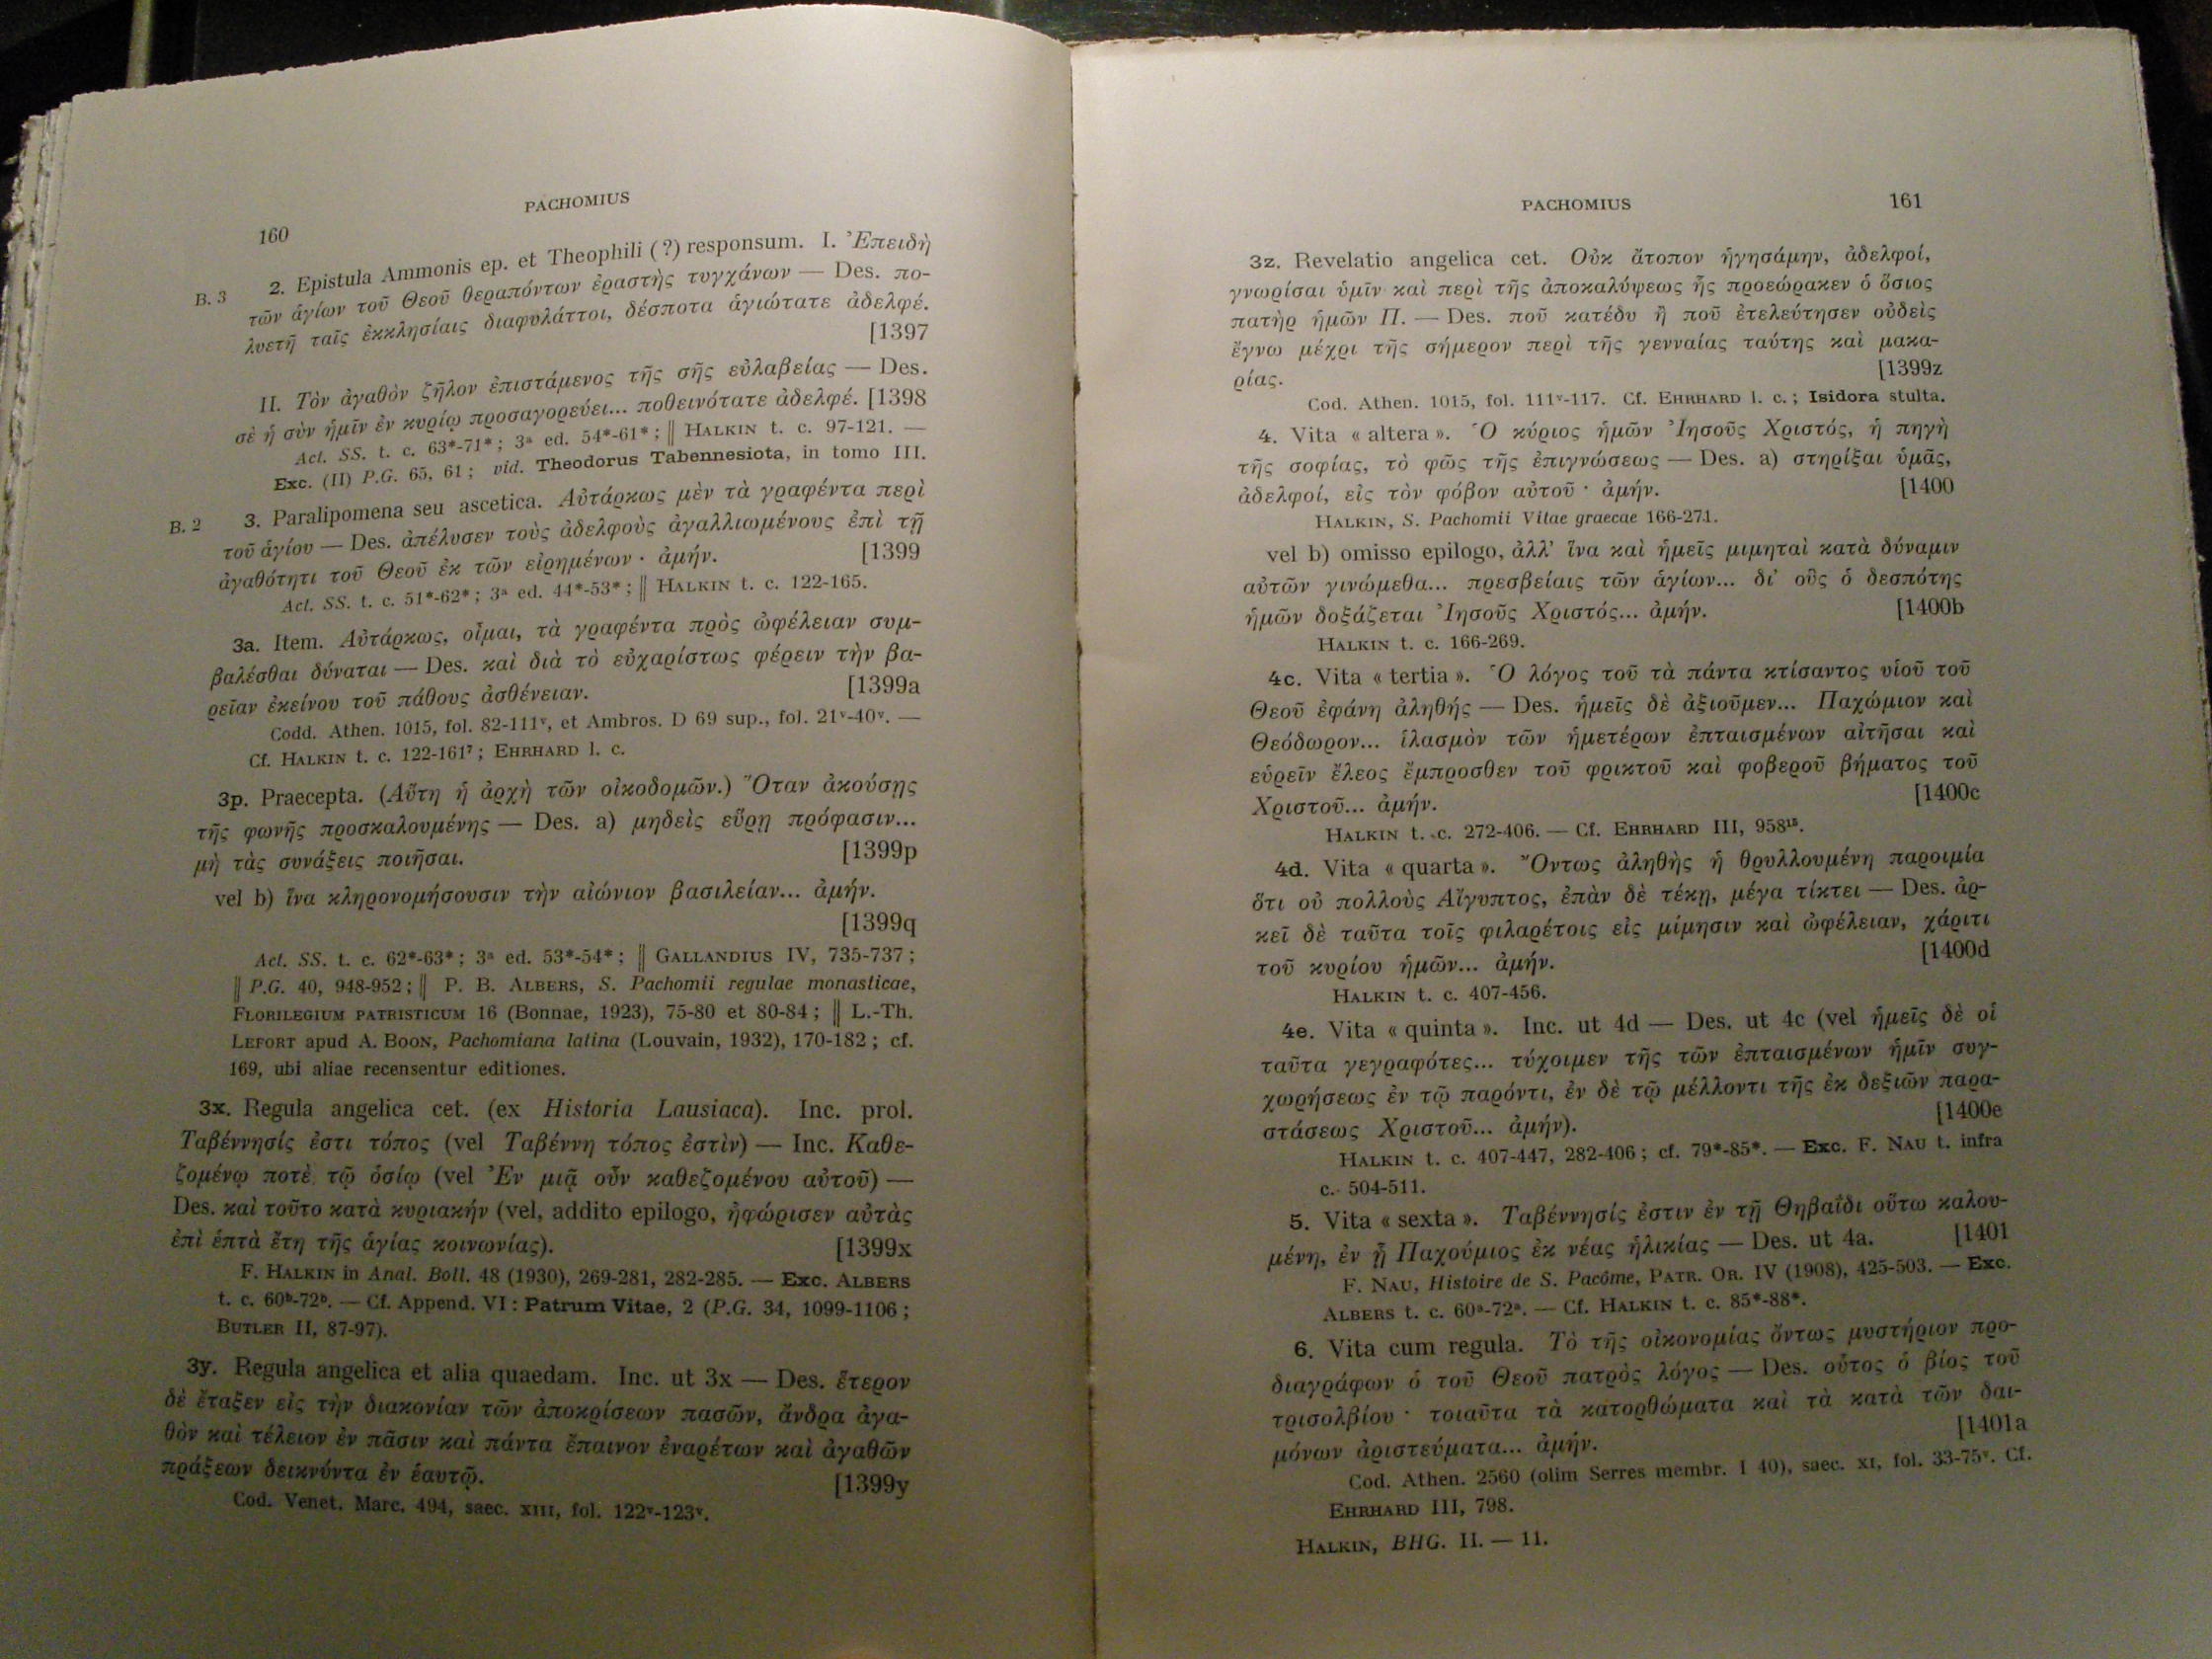 PACHOMIUS
160
B. 3
2. Epistula Ammonis ep. et Theophili (?) responsum. I. Ἐπειδὴ
τῶν ἁγίων τοῦ Θεοῦ θεραπόντων ἐραστὴς τυγχάνων — Des. πο-
λυετῆ ταῖς ἐκκλησίαις διαφυλάττοι, δέσποτα ἁγιώτατε ἀδελφέ.
[1397
II. Τὸν ἀγαθὸν ζῆλον ἐπιστάμενος τῆς σῆς εὐλαβείας — Des.
σὲ ἡ σὺν ἡμῖν ἐν κυρίῳ προσαγορεύει... ποθεινότατε ἀδελφέ. [1398
Act. SS. t. c. 63*-71*; 3ª ed. 54*-61*; ‖ HALKIN t. c. 97-121. —
Exc. (II) P.G. 65, 61; vid. Theodorus Tabennesiota, in tomo III.
B. 2
3. Paralipomena seu ascetica. Αὐτάρκως μὲν τὰ γραφέντα περὶ
τοῦ ἁγίου — Des. ἀπέλυσεν τοὺς ἀδελφοὺς ἀγαλλιωμένους ἐπὶ τῇ
ἀγαθότητι τοῦ Θεοῦ ἐκ τῶν εἰρημένων · ἀμήν. [1399
Act. SS. t. c. 51*-62*; 3ª ed. 44*-53*; ‖ HALKIN t. c. 122-165.
3a. Item. Αὐτάρκως, οἶμαι, τὰ γραφέντα πρὸς ὠφέλειαν συμ-
βαλέσθαι δύναται — Des. καὶ διὰ τὸ εὐχαρίστως φέρειν τὴν βα-
ρεῖαν ἐκείνου τοῦ πάθους ἀσθένειαν. [1399a
Codd. Athen. 1015, fol. 82-111ᵛ, et Ambros. D 69 sup., fol. 21ᵛ-40ᵛ. —
Cf. HALKIN t. c. 122-161⁷; EHRHARD l. c.
3p. Praecepta. (Αὕτη ἡ ἀρχὴ τῶν οἰκοδομῶν.) Ὅταν ἀκούσῃς
τῆς φωνῆς προσκαλουμένης — Des. a) μηδεὶς εὕρῃ πρόφασιν...
μὴ τὰς συνάξεις ποιῆσαι. [1399p
vel b) ἵνα κληρονομήσουσιν τὴν αἰώνιον βασιλείαν... ἀμήν.
[1399q
Act. SS. t. c. 62*-63*; 3ª ed. 53*-54*; ‖ GALLANDIUS IV, 735-737;
‖ P.G. 40, 948-952; ‖ P. B. ALBERS, S. Pachomii regulae monasticae,
FLORILEGIUM PATRISTICUM 16 (Bonnae, 1923), 75-80 et 80-84; ‖ L.-Th.
LEFORT apud A. BOON, Pachomiana latina (Louvain, 1932), 170-182; cf.
169, ubi aliae recensentur editiones.
3x. Regula angelica cet. (ex Historia Lausiaca). Inc. prol.
Ταβέννησίς ἐστι τόπος (vel Ταβέννη τόπος ἐστὶν) — Inc. Καθε-
ζομένῳ ποτὲ τῷ ὁσίῳ (vel Ἐν μιᾷ οὖν καθεζομένου αὐτοῦ) —
Des. καὶ τοῦτο κατὰ κυριακήν (vel, addito epilogo, ἠφώρισεν αὐτὰς
ἐπὶ ἑπτὰ ἔτη τῆς ἁγίας κοινωνίας). [1399x
F. HALKIN in Anal. Boll. 48 (1930), 269-281, 282-285. — Exc. ALBERS
t. c. 60ᵇ-72ᵇ. — Cf. Append. VI: Patrum Vitae, 2 (P.G. 34, 1099-1106;
BUTLER II, 87-97).
3y. Regula angelica et alia quaedam. Inc. ut 3x — Des. ἕτερον
δὲ ἔταξεν εἰς τὴν διακονίαν τῶν ἀποκρίσεων πασῶν, ἄνδρα ἀγα-
θὸν καὶ τέλειον ἐν πᾶσιν καὶ πάντα ἔπαινον ἐναρέτων καὶ ἀγαθῶν
πράξεων δεικνύντα ἐν ἑαυτῷ. [1399y
Cod. Venet. Marc. 494, saec. XIII, fol. 122ᵛ-123ᵛ.
PACHOMIUS 161
3z. Revelatio angelica cet. Οὐκ ἄτοπον ἡγησάμην, ἀδελφοί,
γνωρίσαι ὑμῖν καὶ περὶ τῆς ἀποκαλύψεως ἧς προεώρακεν ὁ ὅσιος
πατὴρ ἡμῶν Π. — Des. ποῦ κατέδυ ἢ ποῦ ἐτελεύτησεν οὐδεὶς
ἔγνω μέχρι τῆς σήμερον περὶ τῆς γενναίας ταύτης καὶ μακα-
ρίας. [1399z
Cod. Athen. 1015, fol. 111ᵛ-117. Cf. EHRHARD l. c.; Isidora stulta.
4. Vita « altera ». Ὁ κύριος ἡμῶν Ἰησοῦς Χριστός, ἡ πηγὴ
τῆς σοφίας, τὸ φῶς τῆς ἐπιγνώσεως — Des. a) στηρίξαι ὑμᾶς,
ἀδελφοί, εἰς τὸν φόβον αὐτοῦ · ἀμήν. [1400
HALKIN, S. Pachomii Vitae graecae 166-271.
vel b) omisso epilogo, ἀλλ’ ἵνα καὶ ἡμεῖς μιμηταὶ κατὰ δύναμιν
αὐτῶν γινώμεθα... πρεσβείαις τῶν ἁγίων... δι’ οὓς ὁ δεσπότης
ἡμῶν δοξάζεται Ἰησοῦς Χριστός... ἀμήν. [1400b
HALKIN t. c. 166-269.
4c. Vita « tertia ». Ὁ λόγος τοῦ τὰ πάντα κτίσαντος υἱοῦ τοῦ
Θεοῦ ἐφάνη ἀληθής — Des. ἡμεῖς δὲ ἀξιοῦμεν... Παχώμιον καὶ
Θεόδωρον... ἱλασμὸν τῶν ἡμετέρων ἐπταισμένων αἰτῆσαι καὶ
εὑρεῖν ἔλεος ἔμπροσθεν τοῦ φρικτοῦ καὶ φοβεροῦ βήματος τοῦ
Χριστοῦ... ἀμήν. [1400c
HALKIN t. c. 272-406. — Cf. EHRHARD III, 958¹⁵.
4d. Vita « quarta ». Ὄντως ἀληθὴς ἡ θρυλλουμένη παροιμία
ὅτι οὐ πολλοὺς Αἴγυπτος, ἐπὰν δὲ τέκῃ, μέγα τίκτει — Des. ἀρ-
κεῖ δὲ ταῦτα τοῖς φιλαρέτοις εἰς μίμησιν καὶ ὠφέλειαν, χάριτι
τοῦ κυρίου ἡμῶν... ἀμήν. [1400d
HALKIN t. c. 407-456.
4e. Vita « quinta ». Inc. ut 4d — Des. ut 4c (vel ἡμεῖς δὲ οἱ
ταῦτα γεγραφότες... τύχοιμεν τῆς τῶν ἐπταισμένων ἡμῖν συγ-
χωρήσεως ἐν τῷ παρόντι, ἐν δὲ τῷ μέλλοντι τῆς ἐκ δεξιῶν παρα-
στάσεως Χριστοῦ... ἀμήν). [1400e
HALKIN t. c. 407-447, 282-406; cf. 79*-85*. — Exc. F. NAU t. infra
c. 504-511.
5. Vita « sexta ». Ταβέννησίς ἐστιν ἐν τῇ Θηβαΐδι οὕτω καλου-
μένη, ἐν ᾗ Παχούμιος ἐκ νέας ἡλικίας — Des. ut 4a. [1401
F. NAU, Histoire de S. Pacôme, PATR. OR. IV (1908), 425-503. — Exc.
ALBERS t. c. 60ᵃ-72ᵃ. — Cf. HALKIN t. c. 85*-88*.
6. Vita cum regula. Τὸ τῆς οἰκονομίας ὄντως μυστήριον προ-
διαγράφων ὁ τοῦ Θεοῦ πατρὸς λόγος — Des. οὗτος ὁ βίος τοῦ
τρισολβίου · τοιαῦτα τὰ κατορθώματα καὶ τὰ κατὰ τῶν δαι-
μόνων ἀριστεύματα... ἀμήν. [1401a
Cod. Athen. 2560 (olim Serres membr. I 40), saec. XI, fol. 33-75ᵛ. Cf.
EHRHARD III, 798.
HALKIN, BHG. II. — 11.